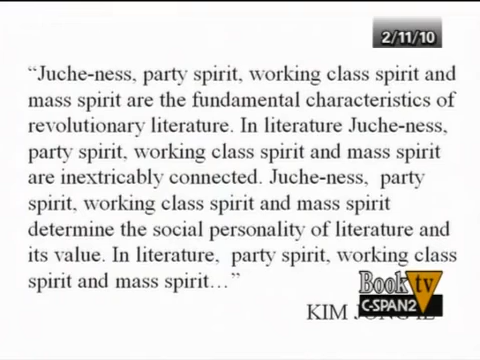 2/11/10
“Juche-ness, party spirit, working class spirit and
mass spirit are the fundamental characteristics of
revolutionary literature. In literature Juche-ness,
party spirit, working class spirit and mass spirit
are inextricably connected. Juche-ness, party
spirit, working class spirit and mass spirit
determine the social personality of literature and
its value. In literature, party spirit, working class
spirit and mass spirit…”
Book tv
C-SPAN2
KIM